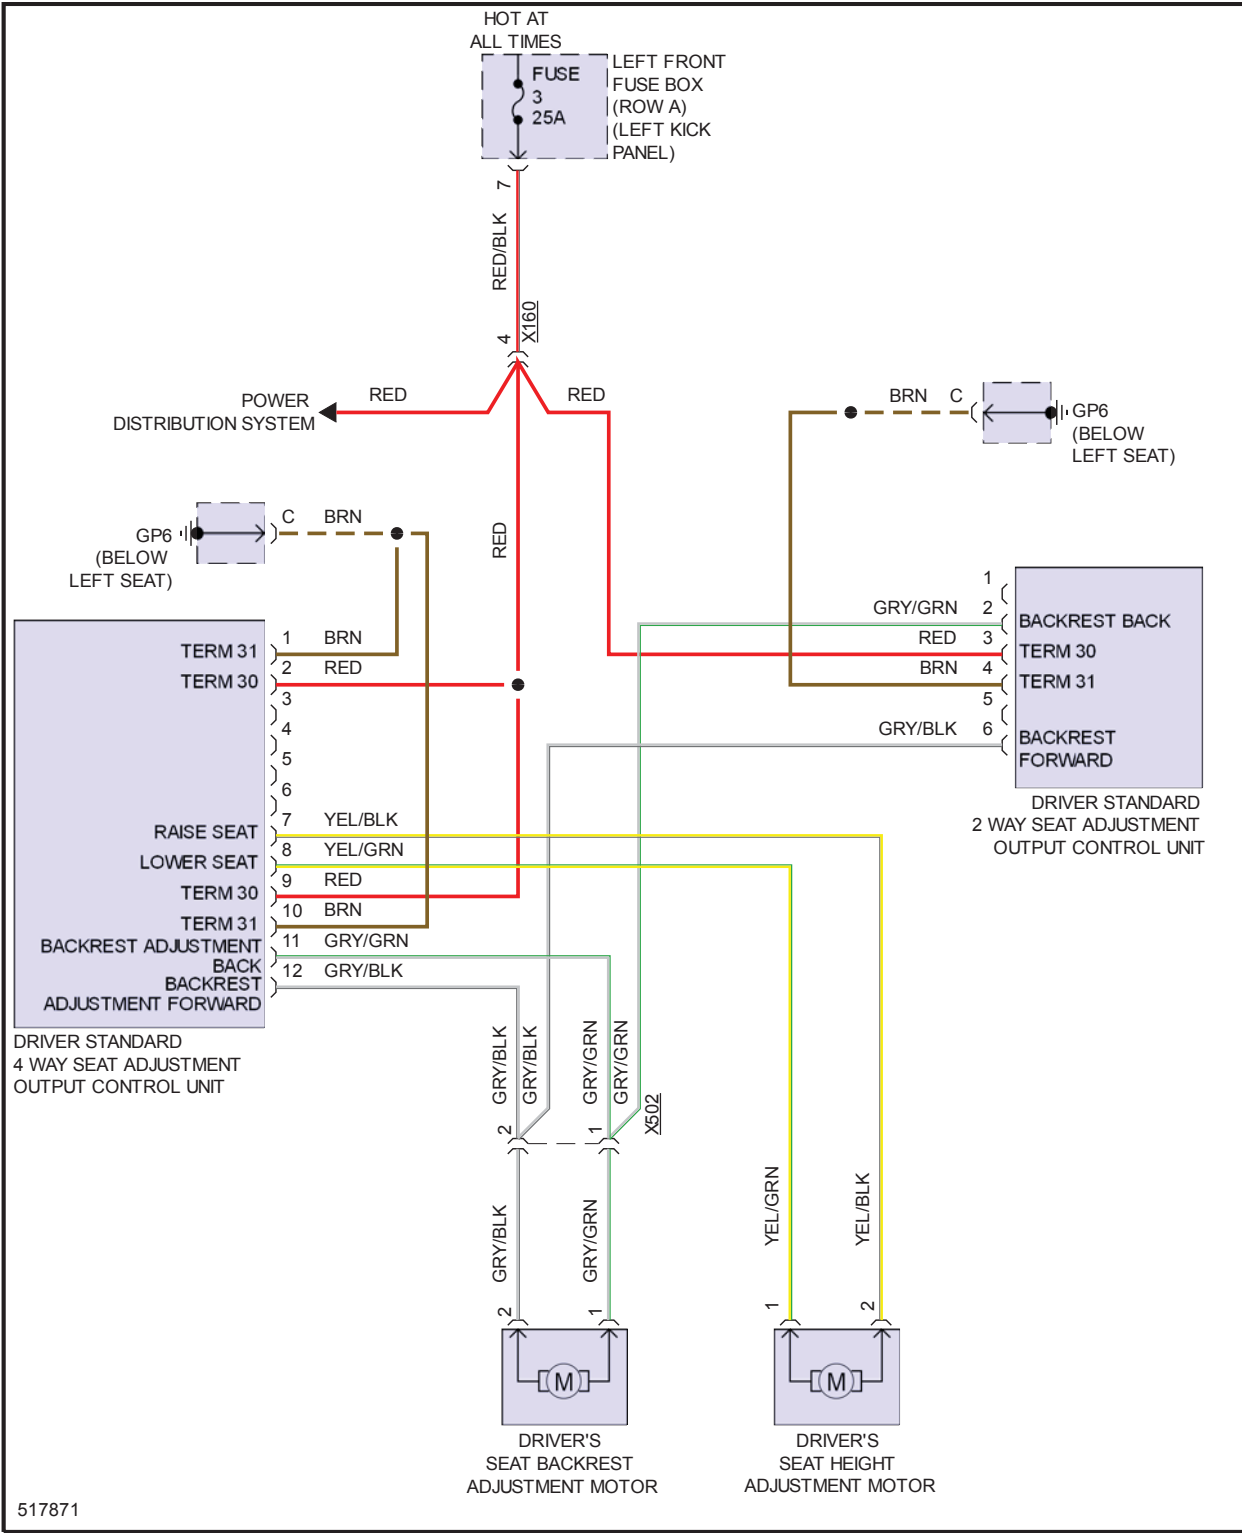 HOT AT
ALL TIMES
FUSE
3
25A
LEFT FRONT
FUSE BOX
(ROW A)
(LEFT KICK
PANEL)
7
RED/BLK
4
X160
RED
RED
POWER
DISTRIBUTION SYSTEM
BRN
C
GP6
(BELOW
LEFT SEAT)
C
BRN
GP6
(BELOW
LEFT SEAT)
RED
1
GRY/GRN
2
BACKREST BACK
RED
3
TERM 30
BRN
4
TERM 31
5
GRY/BLK
6
BACKREST
FORWARD
DRIVER STANDARD
2 WAY SEAT ADJUSTMENT
OUTPUT CONTROL UNIT
TERM 31
1
BRN
TERM 30
2
RED
3
4
5
6
RAISE SEAT
7
YEL/BLK
LOWER SEAT
8
YEL/GRN
TERM 30
9
RED
TERM 31
10
BRN
BACKREST ADJUSTMENT
BACK
11
GRY/GRN
BACKREST
ADJUSTMENT FORWARD
12
GRY/BLK
DRIVER STANDARD
4 WAY SEAT ADJUSTMENT
OUTPUT CONTROL UNIT
GRY/BLK
GRY/BLK
GRY/GRN
GRY/GRN
2
1
X502
GRY/BLK
GRY/GRN
YEL/GRN
YEL/BLK
2
1
1
2
M
M
DRIVER'S
SEAT BACKREST
ADJUSTMENT MOTOR
DRIVER'S
SEAT HEIGHT
ADJUSTMENT MOTOR
517871